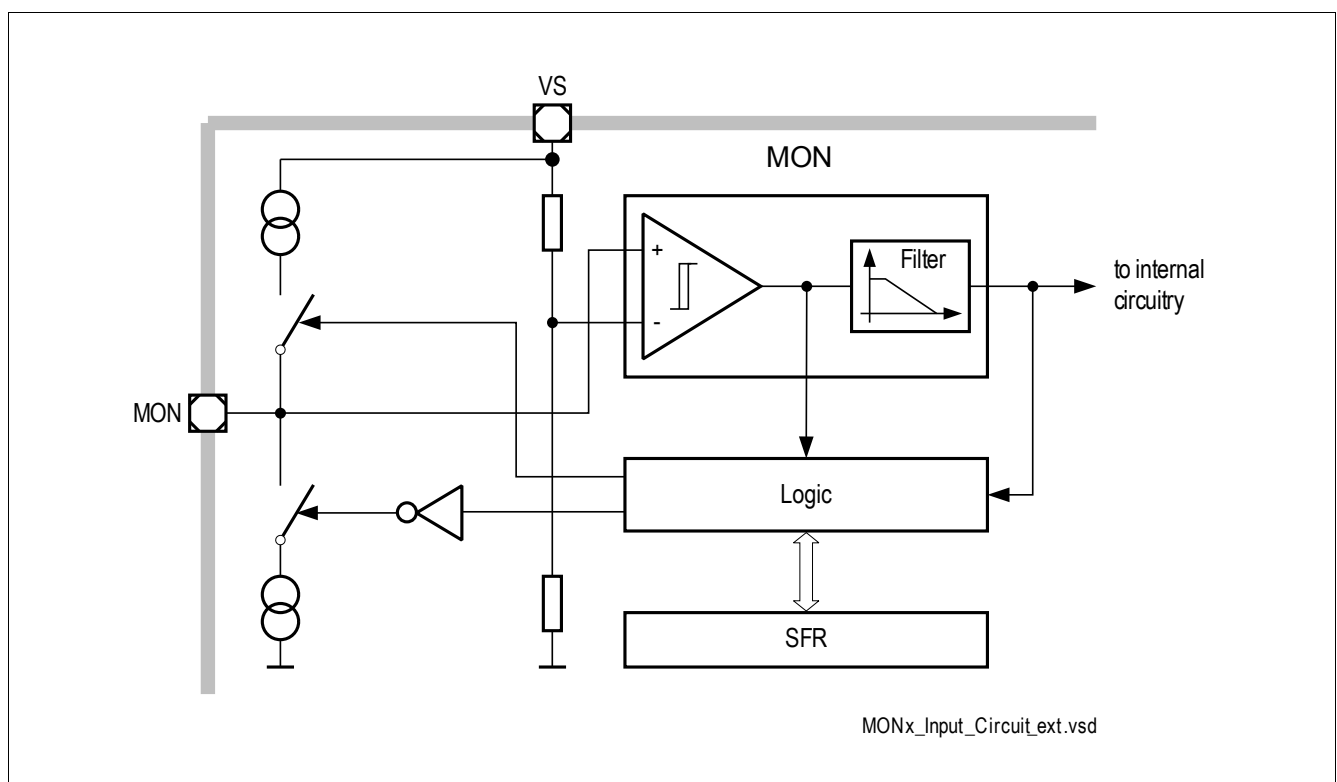 VS
MON
+
Filter
to internal
circuitry
-
MON
Logic
SFR
MONx_Input_Circuit_ext.vsd